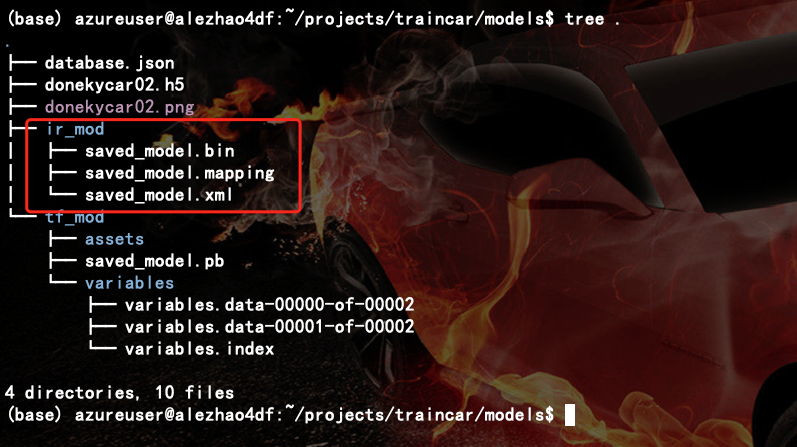 (base) azureuser@alezhao4df:~/projects/traincar/models$ tree .
.
├── database.json
├── donekycar02.h5
├── donekycar02.png
├── ir_mod
│   ├── saved_model.bin
│   ├── saved_model.mapping
│   └── saved_model.xml
└── tf_mod
    ├── assets
    ├── saved_model.pb
    └── variables
        ├── variables.data-00000-of-00002
        ├── variables.data-00001-of-00002
        └── variables.index
4 directories, 10 files
(base) azureuser@alezhao4df:~/projects/traincar/models$